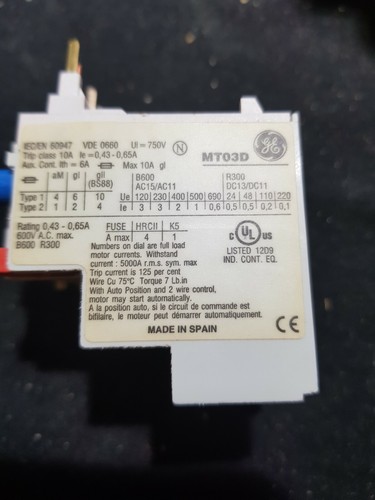 IEC/EN 60947 VDE 0660 Ui = 750V N
Trip class 10A Ie=0,43 - 0,65A
Aux. Cont. Ith = 6A Max 10A gl
GE
MT03D
aM gl gII (BS88)
Type 1 4 6 10
Type 2 1 2 4
B600 AC15/AC11 R300 DC13/DC11
Ue 120 230 400 500 690 24 48 110 220
Ie 3 3 2 1 0,6 0,5 0,5 0,2 0,1
Rating 0,43 - 0,65A
600V A.C. max.
B600 R300
FUSE HRCII K5
A max 4 1
Numbers on dial are full load
motor currents. Withstand
current : 5000A r.m.s. sym. max
Trip current is 125 per cent
Wire Cu 75°C Torque 7 Lb.in
With Auto Position and 2 wire control,
motor may start automatically.
A la position auto, si le circuit de commande est
bifilaire, le moteur peut démarrer automatiquement.
c UL US
LISTED 12D9
IND. CONT. EQ.
MADE IN SPAIN CE